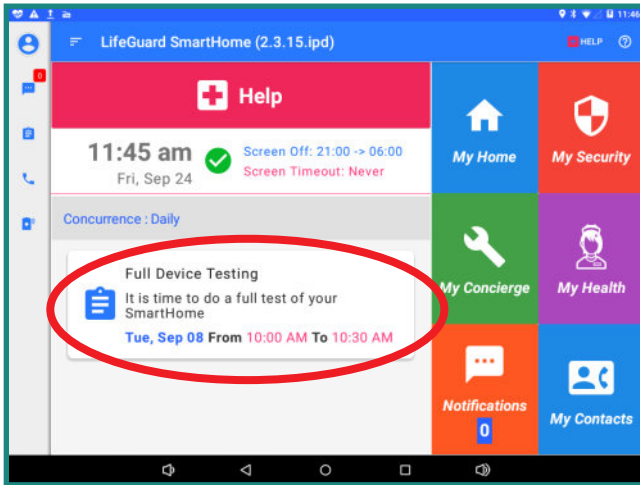 11:46
LifeGuard SmartHome (2.3.15.ipd)
HELP
0
Help
11:45 am
Fri, Sep 24
Screen Off: 21:00 -> 06:00
Screen Timeout: Never
Concurrence : Daily
Full Device Testing
It is time to do a full test of your
SmartHome
Tue, Sep 08 From 10:00 AM To 10:30 AM
My Home
My Security
My Concierge
My Health
Notifications
0
My Contacts